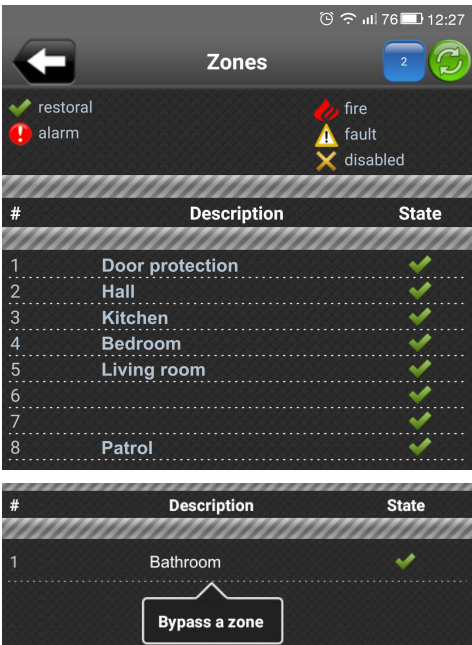 76 12:27
Zones
2
restoral fire
alarm fault
disabled
# Description State
1 Door protection
2 Hall
3 Kitchen
4 Bedroom
5 Living room
6
7
8 Patrol
# Description State
1 Bathroom
Bypass a zone